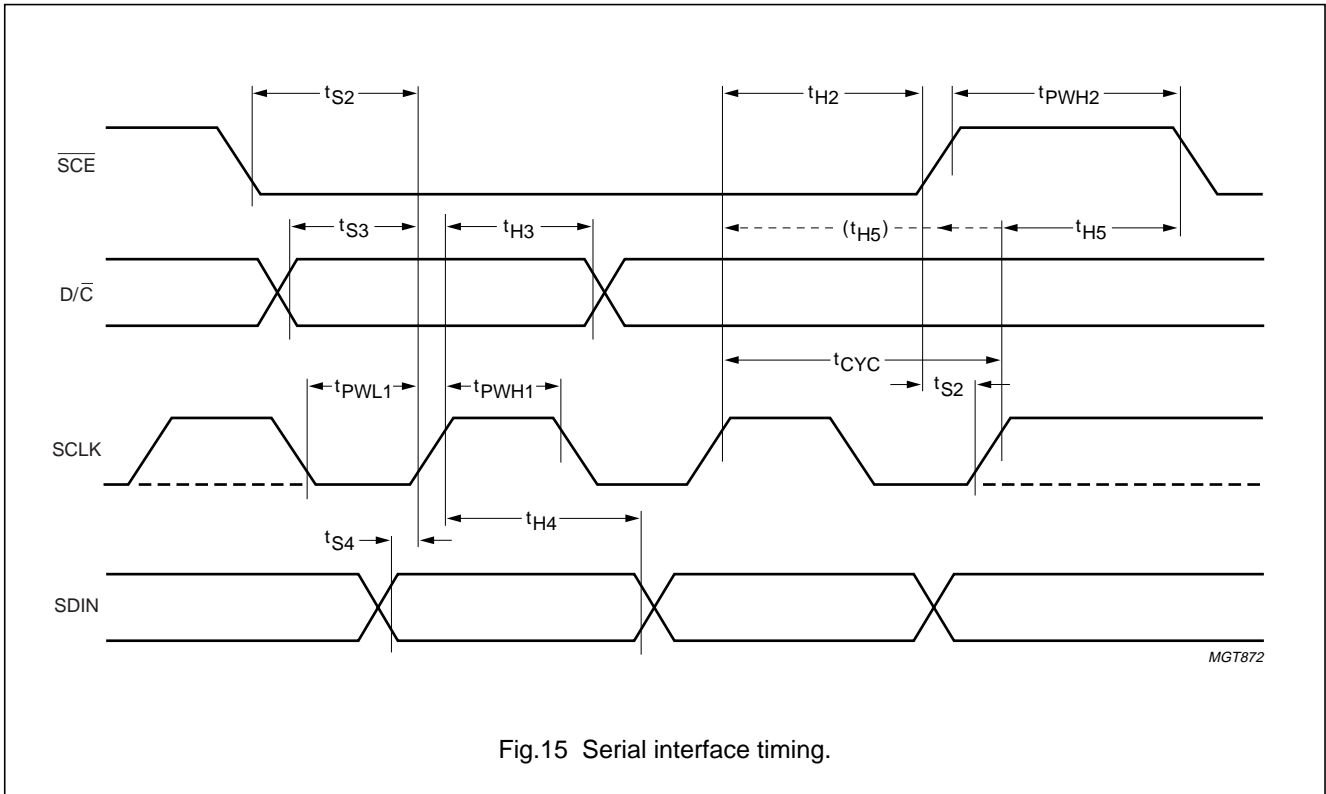 tS2 tH2 tPWH2
S̅C̅E̅
tS3 tH3 (tH5) tH5
D/C̅
tCYC
tPWL1 tPWH1 tS2
SCLK
tS4 tH4
SDIN
MGT872
Fig.15 Serial interface timing.